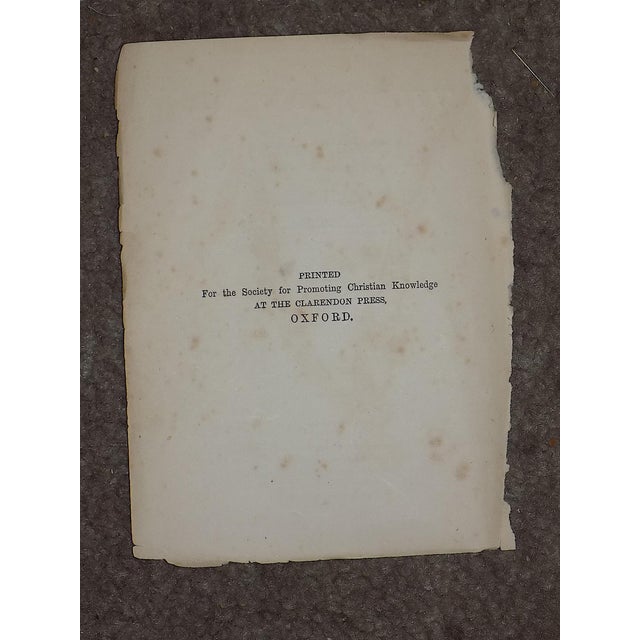 PRINTED
For the Society for Promoting Christian Knowledge
AT THE CLARENDON PRESS,
OXFORD.